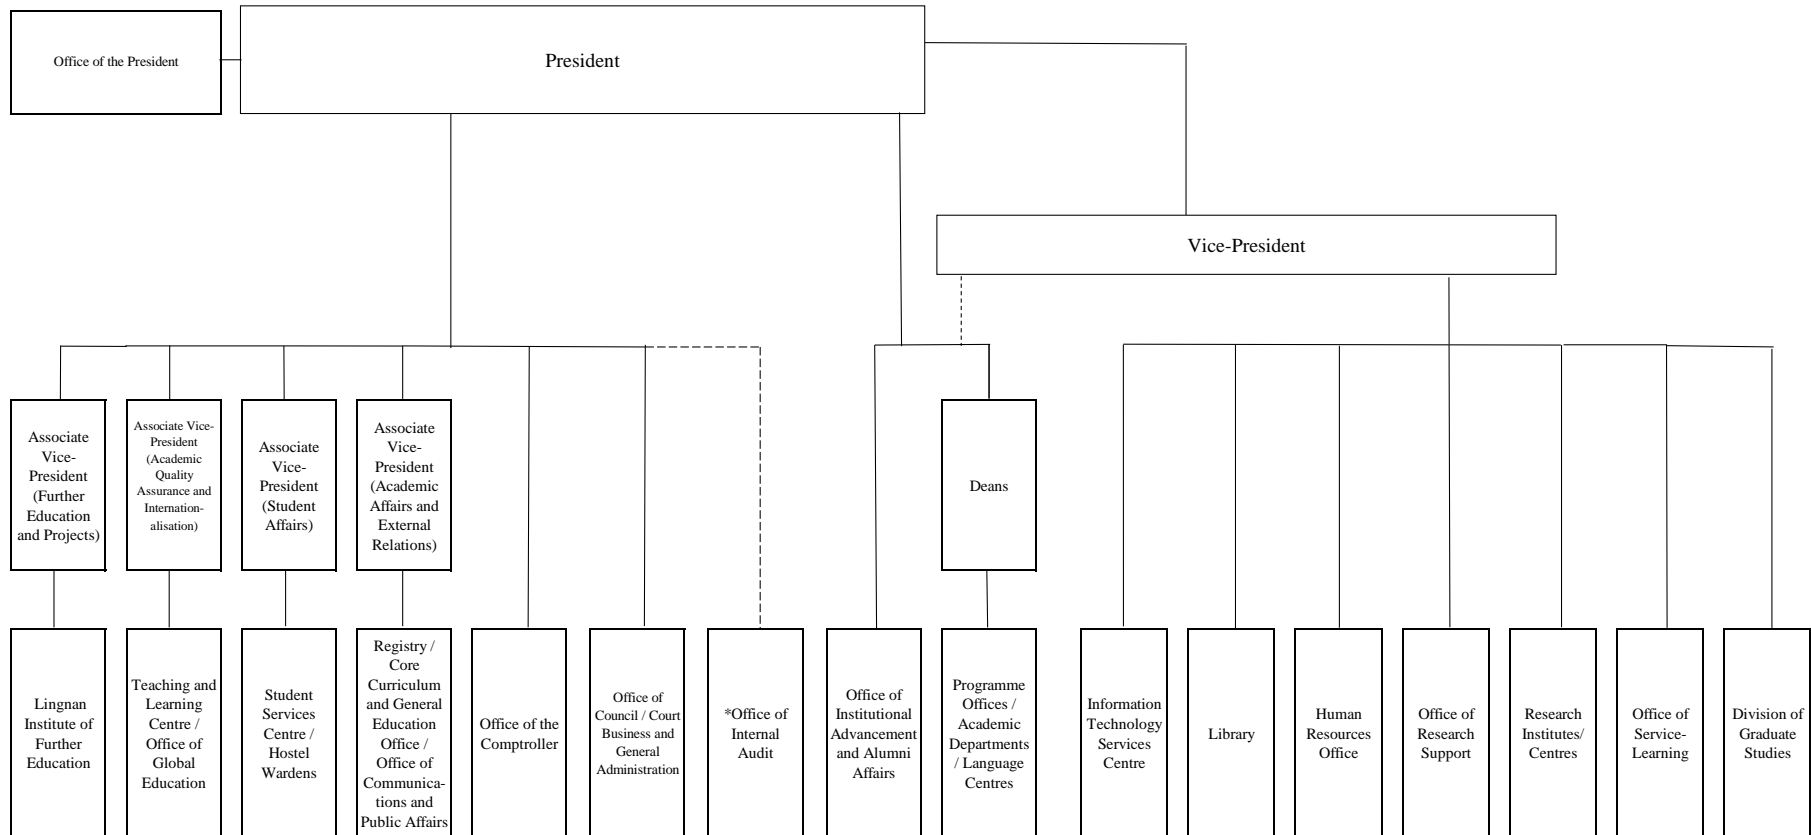 Office of the President
President
Vice-President
Associate
Vice-
President
(Further
Education
and Projects)
Associate Vice-
President
(Academic
Quality
Assurance and
Internation-
alisation)
Associate
Vice-
President
(Student
Affairs)
Associate
Vice-
President
(Academic
Affairs and
External
Relations)
Deans
Lingnan
Institute of
Further
Education
Teaching and
Learning
Centre /
Office of
Global
Education
Student
Services
Centre /
Hostel
Wardens
Registry /
Core
Curriculum
and General
Education
Office /
Office of
Communica-
tions and
Public Affairs
Office of the
Comptroller
Office of
Council / Court
Business and
General
Administration
*Office of
Internal
Audit
Office of
Institutional
Advancement
and Alumni
Affairs
Programme
Offices /
Academic
Departments
/ Language
Centres
Information
Technology
Services
Centre
Library
Human
Resources
Office
Office of
Research
Support
Research
Institutes/
Centres
Office of
Service-
Learning
Division of
Graduate
Studies